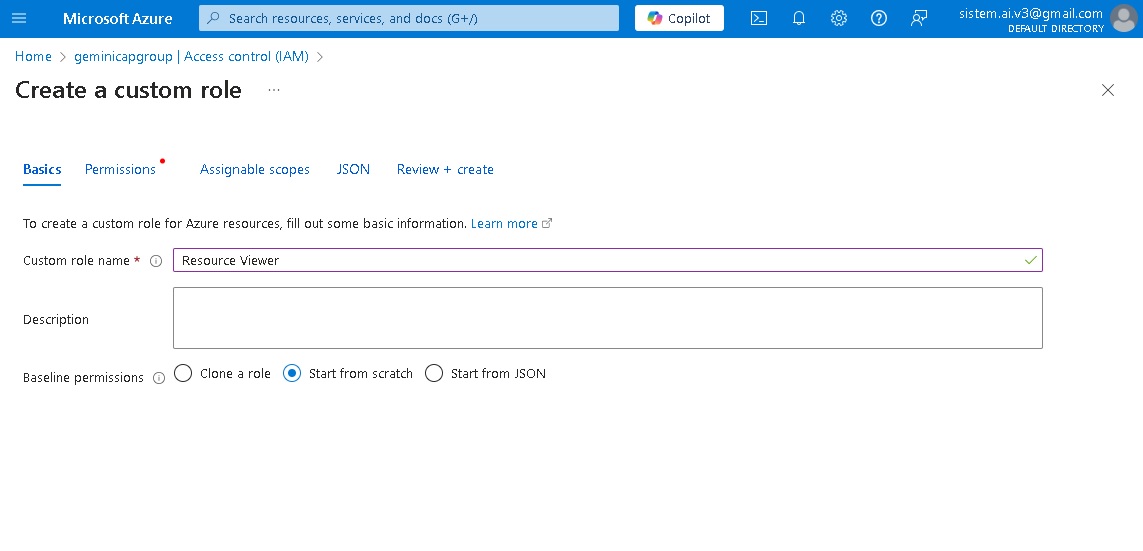 Microsoft Azure
Search resources, services, and docs (G+/)
Copilot
sistem.ai.v3@gmail.com
DEFAULT DIRECTORY
Home > geminicapgroup | Access control (IAM) >
Create a custom role ...
Basics Permissions Assignable scopes JSON Review + create
To create a custom role for Azure resources, fill out some basic information. Learn more
Custom role name * Resource Viewer
Description
Baseline permissions Clone a role Start from scratch Start from JSON